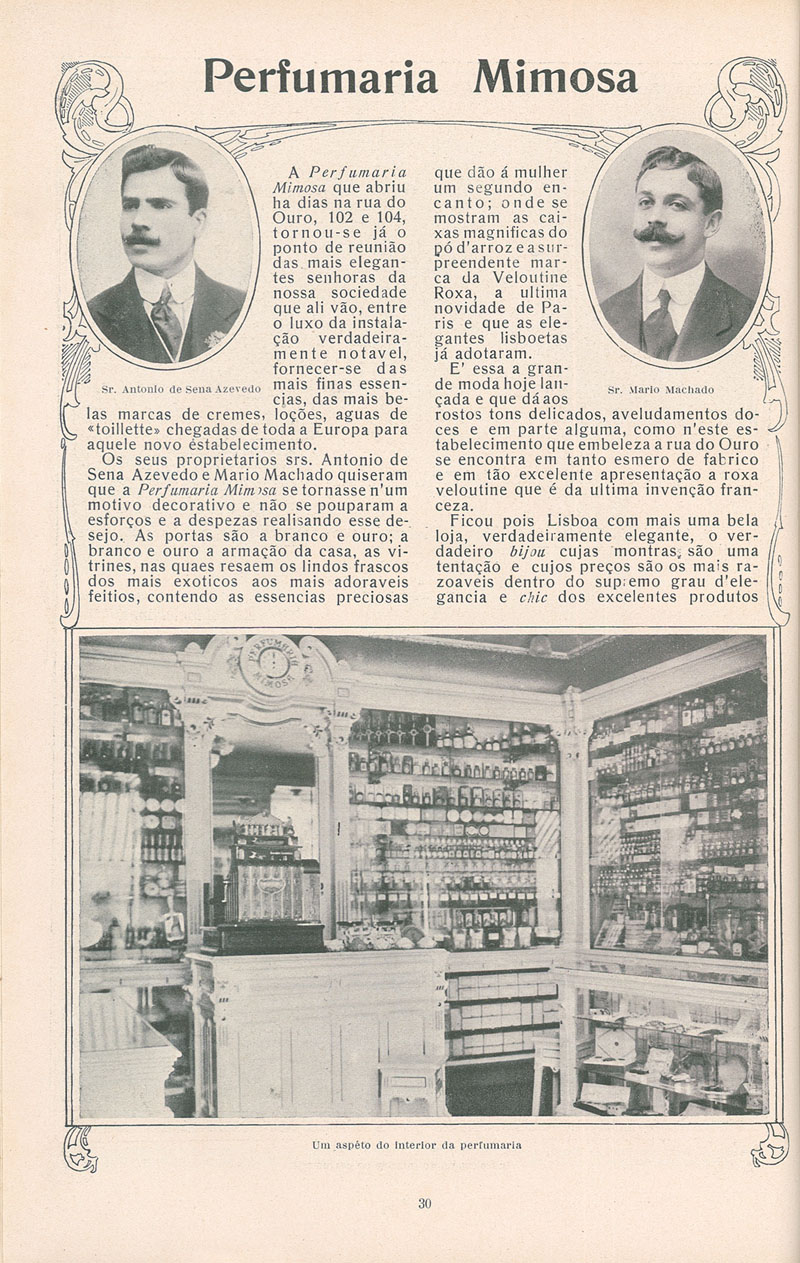 Perfumaria Mimosa
A Perfumaria
Mimosa que abriu
ha dias na rua do
Ouro, 102 e 104,
tornou-se já o
ponto de reunião
das mais elegan-
tes senhoras da
nossa sociedade
que ali vão, entre
o luxo da instala-
ção verdadeira-
mente notavel,
fornecer-se das
mais finas essen-
cias, das mais be-
las marcas de cremes, loções, aguas de
«toillette» chegadas de toda a Europa para
aquele novo éstabelecimento.
Os seus proprietarios srs. Antonio de
Sena Azevedo e Mario Machado quiseram
que a Perfumaria Mimosa se tornasse n'um
motivo decorativo e não se pouparam a
esforços e a despezas realisando esse de-
sejo. As portas são a branco e ouro; a
branco e ouro a armação da casa, as vi-
trines, nas quaes resaem os lindos frascos
dos mais exoticos aos mais adoraveis
feitios, contendo as essencias preciosas
Sr. Antonio de Sena Azevedo
que dão á mulher
um segundo en-
canto; onde se
mostram as cai-
xas magnificas do
pó d'arroz e a sur-
preendente mar-
ca da Veloutine
Roxa, a ultima
novidade de Pa-
ris e que as ele-
gantes lisboetas
já adotaram.
E' essa a gran-
de moda hoje lan-
çada e que dá aos
rostos tons delicados, aveludamentos do-
ces e em parte alguma, como n'este es-
tabelecimento que embeleza a rua do Ouro
se encontra em tanto esmero de fabrico
e em tão excelente apresentação a roxa
veloutine que é da ultima invenção fran-
ceza.
Ficou pois Lisboa com mais uma bela
loja, verdadeiramente elegante, o ver-
dadeiro bijou cujas montras, são uma
tentação e cujos preços são os mais ra-
zoaveis dentro do supremo grau d'ele-
gancia e chic dos excelentes produtos
Sr. Mario Machado
PERFUMARIA
MIMOSA
Um aspéto do interior da perfumaria
30